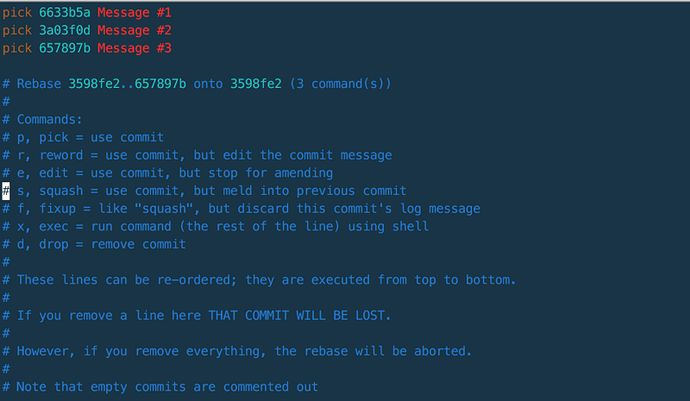 pick 6633b5a Message #1
pick 3a03f0d Message #2
pick 657897b Message #3
# Rebase 3598fe2..657897b onto 3598fe2 (3 command(s))
#
# Commands:
# p, pick = use commit
# r, reword = use commit, but edit the commit message
# e, edit = use commit, but stop for amending
# s, squash = use commit, but meld into previous commit
# f, fixup = like "squash", but discard this commit's log message
# x, exec = run command (the rest of the line) using shell
# d, drop = remove commit
#
# These lines can be re-ordered; they are executed from top to bottom.
#
# If you remove a line here THAT COMMIT WILL BE LOST.
#
# However, if you remove everything, the rebase will be aborted.
#
# Note that empty commits are commented out